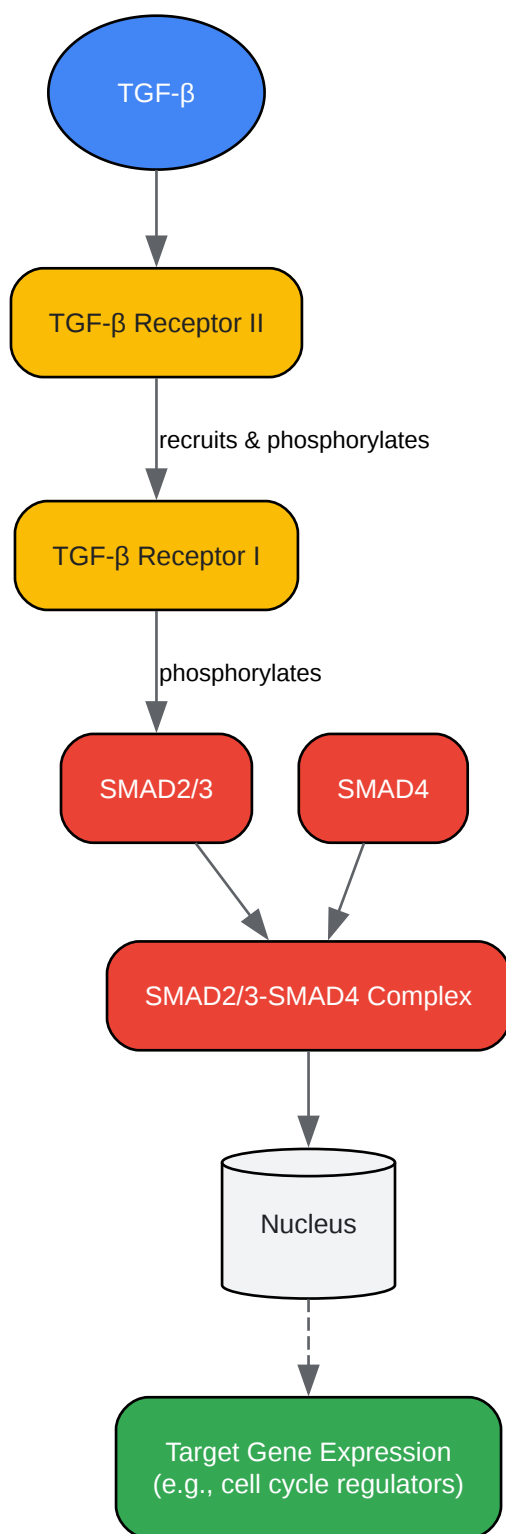 TGF-β
TGF-β Receptor II
recruits & phosphorylates
TGF-β Receptor I
phosphorylates
SMAD2/3
SMAD4
SMAD2/3-SMAD4 Complex
Nucleus
Target Gene Expression
(e.g., cell cycle regulators)